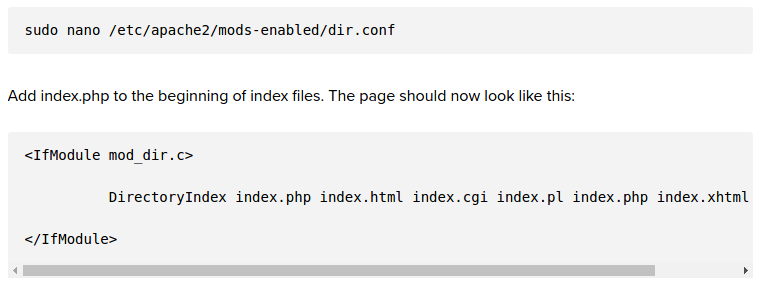 sudo nano /etc/apache2/mods-enabled/dir.conf
Add index.php to the beginning of index files. The page should now look like this:
<IfModule mod_dir.c>
DirectoryIndex index.php index.html index.cgi index.pl index.php index.xhtml
</IfModule>